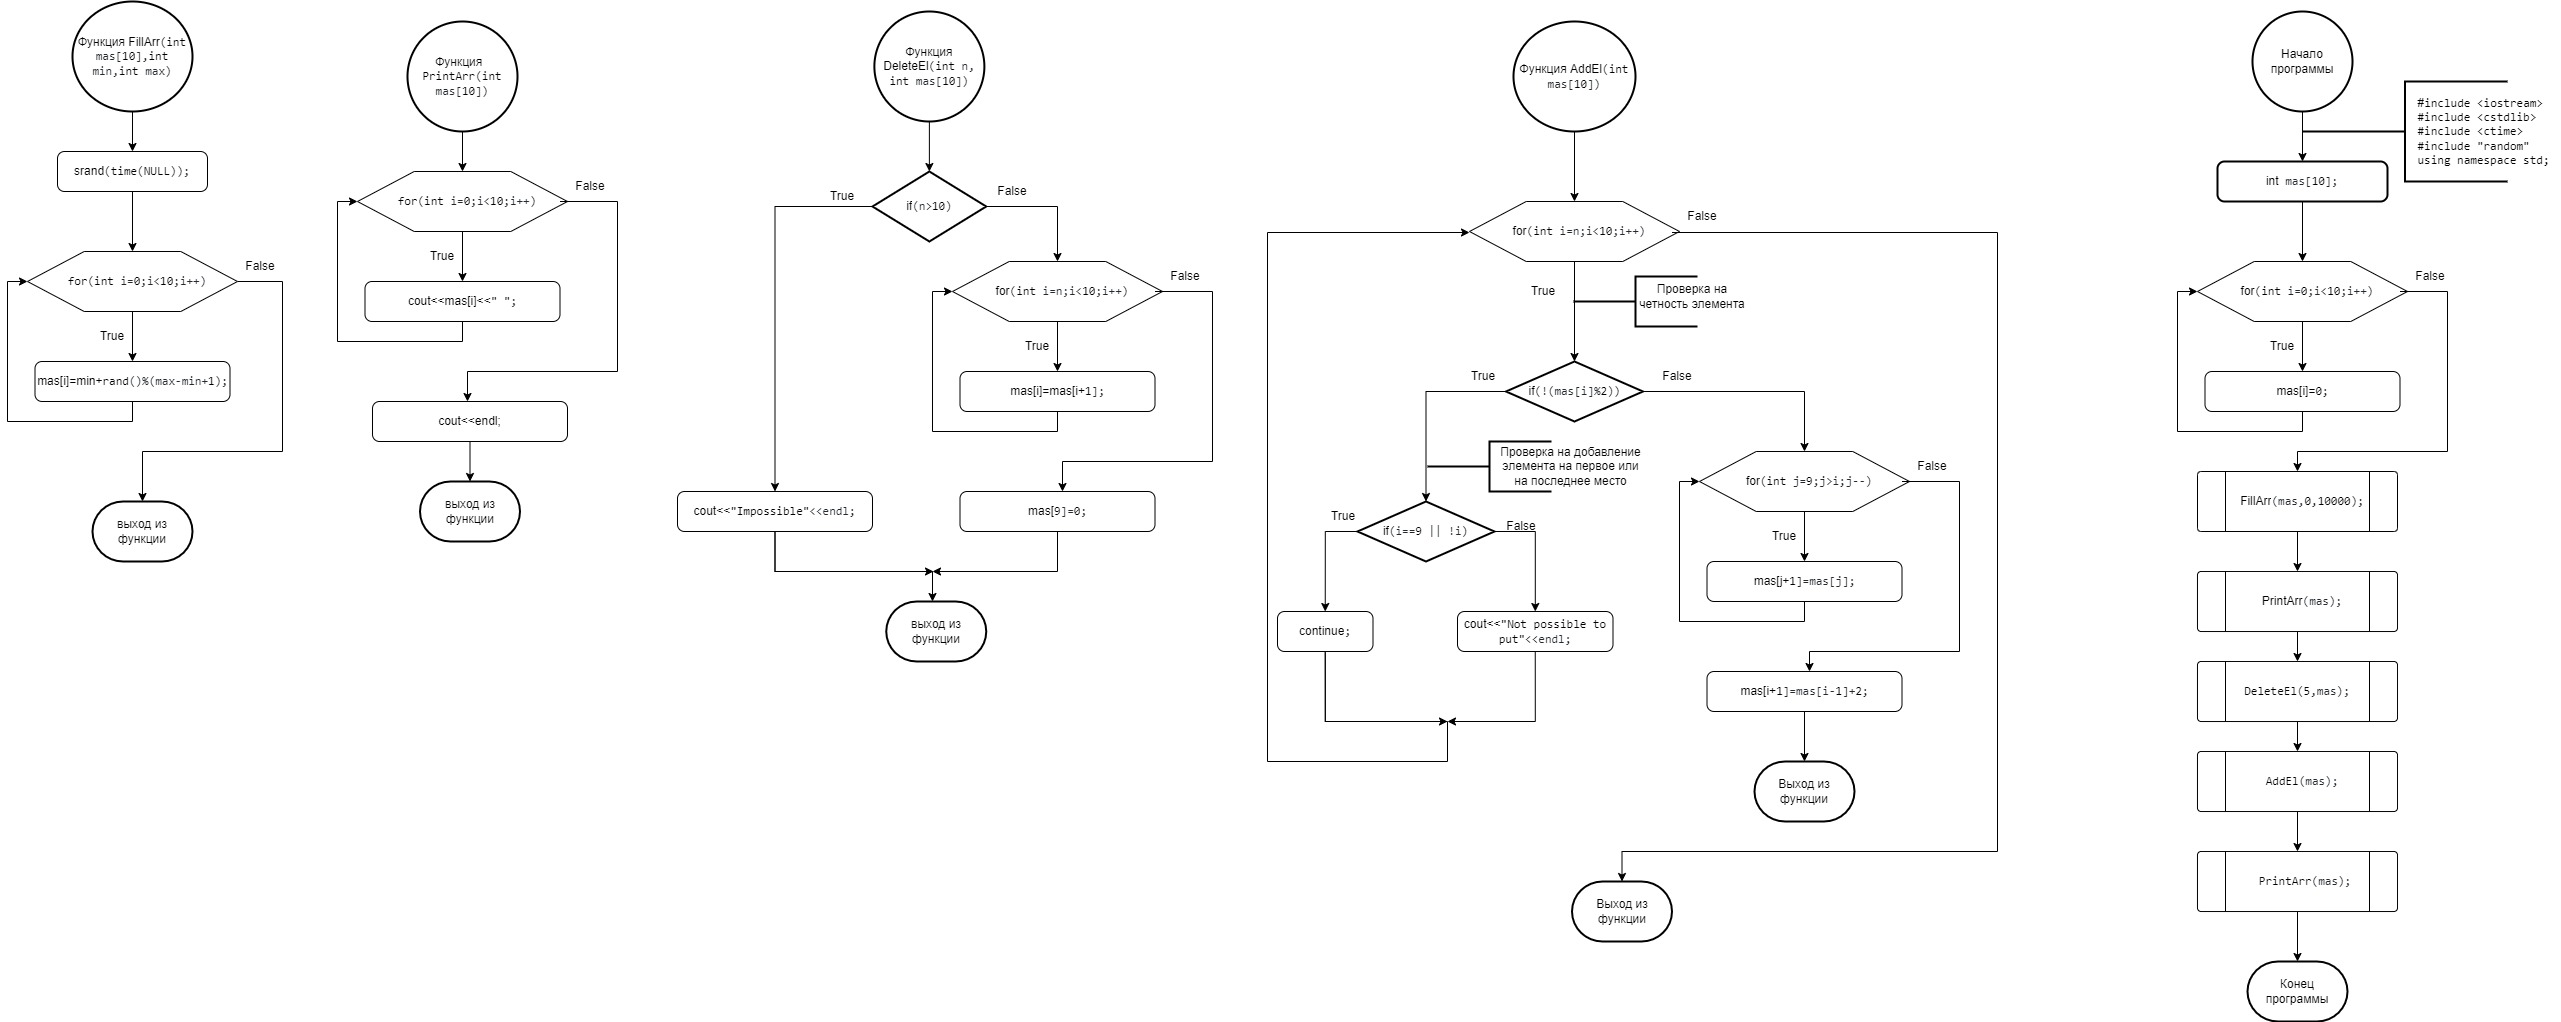 Функция FillArr(int
mas[10],int
min,int max)
srand(time(NULL));
for(int i=0;i<10;i++)
False
True
mas[i]=min+rand()%(max-min+1);
выход из
функции
Функция
PrintArr(int
mas[10])
for(int i=0;i<10;i++)
False
True
cout<<mas[i]<<" ";
cout<<endl;
выход из
функции
Функция
DeleteEl(int n,
int mas[10])
True
if(n>10)
False
for(int i=n;i<10;i++)
False
True
mas[i]=mas[i+1];
cout<<"Impossible"<<endl;
mas[9]=0;
выход из
функции
Функция AddEl(int
mas[10])
for(int i=n;i<10;i++)
False
True
Проверка на
четность элемента
True
if(!(mas[i]%2))
False
Проверка на добавление
элемента на первое или
на последнее место
True
if(i==9 || !i)
False
continue;
cout<<"Not possible to
put"<<endl;
for(int j=9;j>i;j--)
False
True
mas[j+1]=mas[j];
mas[i+1]=mas[i-1]+2;
Выход из
функции
Выход из
функции
Начало
программы
#include <iostream>
#include <cstdlib>
#include <ctime>
#include "random"
using namespace std;
int mas[10];
for(int i=0;i<10;i++)
False
True
mas[i]=0;
FillArr(mas,0,10000);
PrintArr(mas);
DeleteEl(5,mas);
AddEl(mas);
PrintArr(mas);
Конец
программы